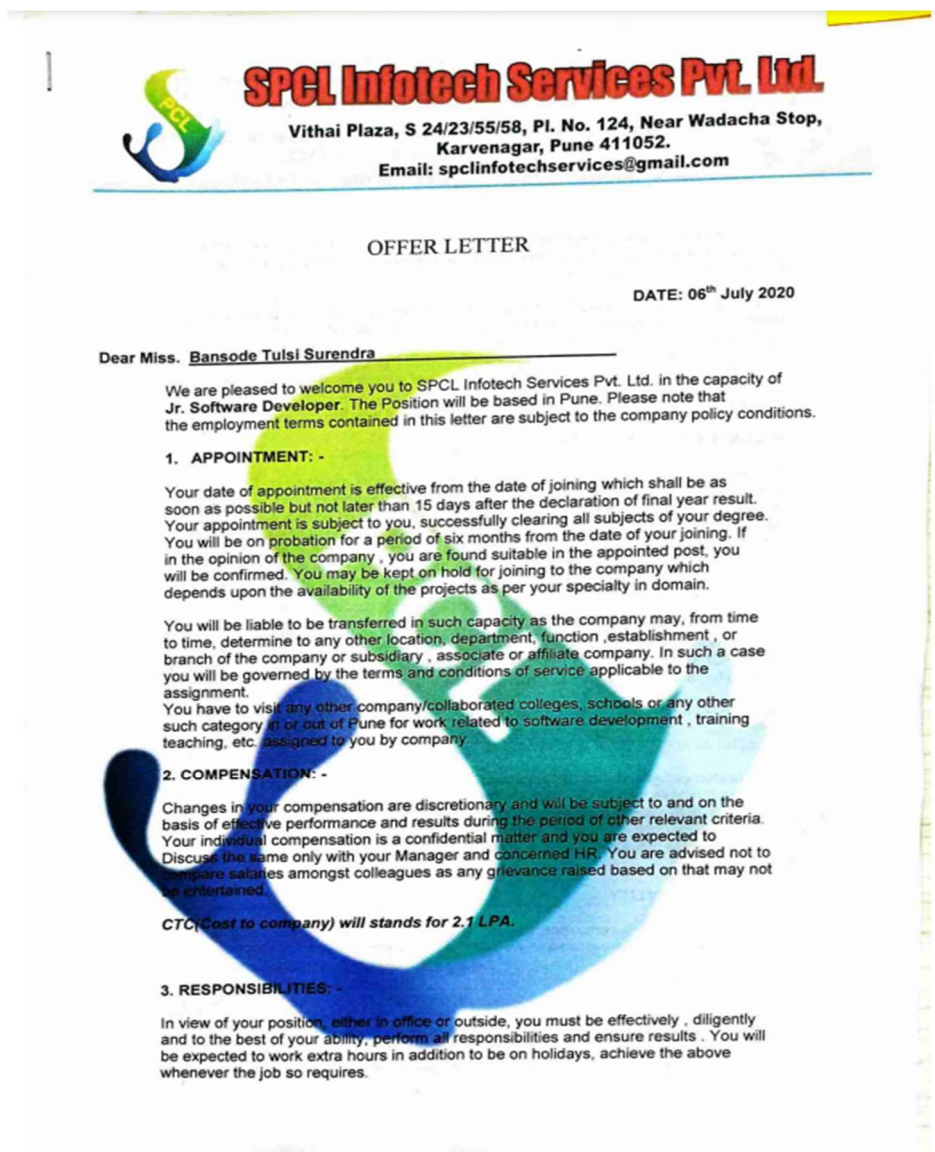 SPCL Infotech Services Pvt. Ltd.
Vithai Plaza, S 24/23/55/58, Pl. No. 124, Near Wadacha Stop,
Karvenagar, Pune 411052.
Email: spclinfotechservices@gmail.com
PCL
OFFER LETTER
DATE: 06th July 2020
Dear Miss. Bansode Tulsi Surendra
We are pleased to welcome you to SPCL Infotech Services Pvt. Ltd. in the capacity of
Jr. Software Developer. The Position will be based in Pune. Please note that
the employment terms contained in this letter are subject to the company policy conditions.
1. APPOINTMENT: -
Your date of appointment is effective from the date of joining which shall be as
soon as possible but not later than 15 days after the declaration of final year result.
Your appointment is subject to you, successfully clearing all subjects of your degree.
You will be on probation for a period of six months from the date of your joining. If
in the opinion of the company , you are found suitable in the appointed post, you
will be confirmed. You may be kept on hold for joining to the company which
depends upon the availability of the projects as per your specialty in domain.
You will be liable to be transferred in such capacity as the company may, from time
to time, determine to any other location, department, function ,establishment , or
branch of the company or subsidiary , associate or affiliate company. In such a case
you will be governed by the terms and conditions of service applicable to the
assignment.
You have to visit any other company/collaborated colleges, schools or any other
such category in or out of Pune for work related to software development , training
teaching, etc. assigned to you by company.
2. COMPENSATION: -
Changes in your compensation are discretionary and will be subject to and on the
basis of effective performance and results during the period of other relevant criteria.
Your individual compensation is a confidential matter and you are expected to
Discuss the same only with your Manager and concerned HR. You are advised not to
compare salaries amongst colleagues as any grievance raised based on that may not
be entertained.
CTC(Cost to company) will stands for 2.1 LPA.
3. RESPONSIBILITIES: -
In view of your position, either in office or outside, you must be effectively , diligently
and to the best of your ability, perform all responsibilities and ensure results . You will
be expected to work extra hours in addition to be on holidays, achieve the above
whenever the job so requires.